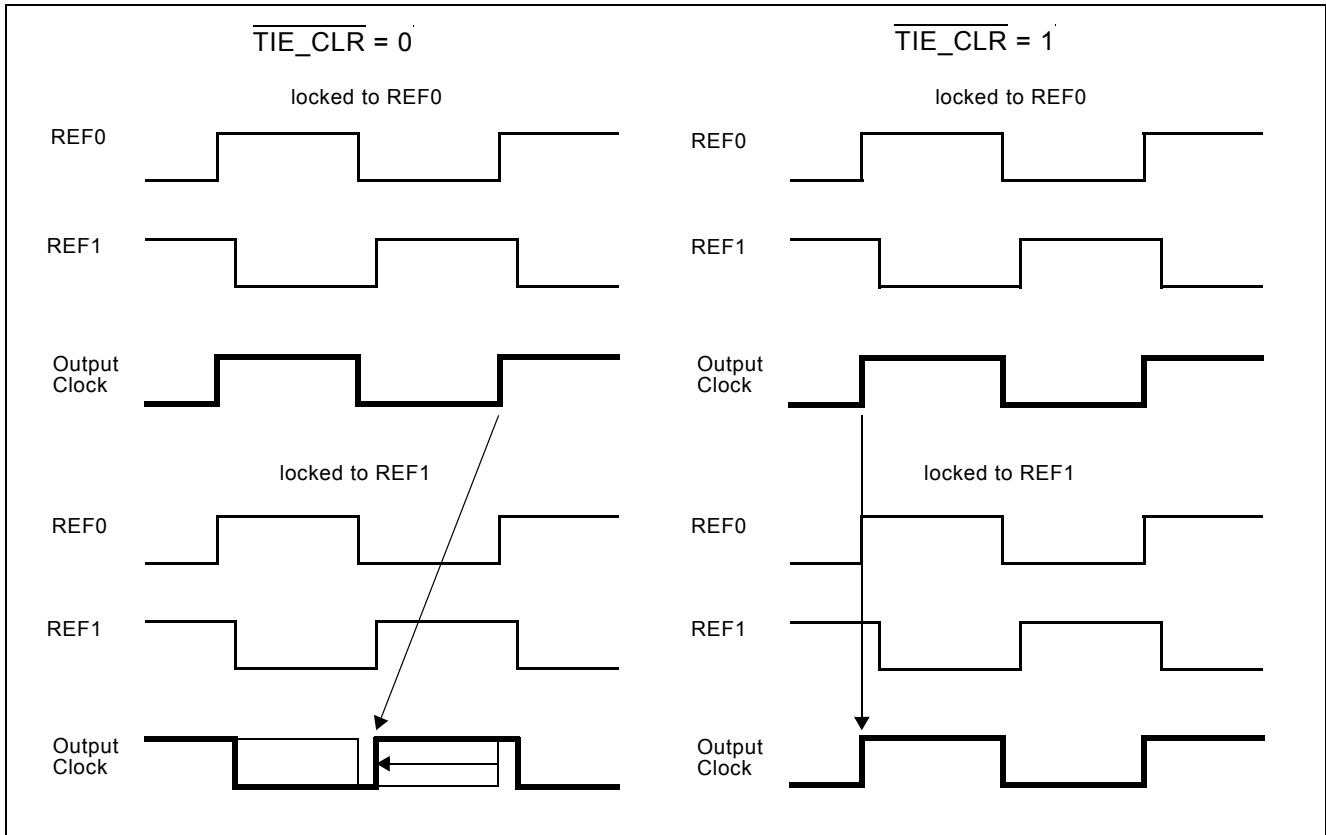 TIE_CLR = 0
locked to REF0
REF0
REF1
Output
Clock
locked to REF1
REF0
REF1
Output
Clock
TIE_CLR = 1
locked to REF0
REF0
REF1
Output
Clock
locked to REF1
REF0
REF1
Output
Clock